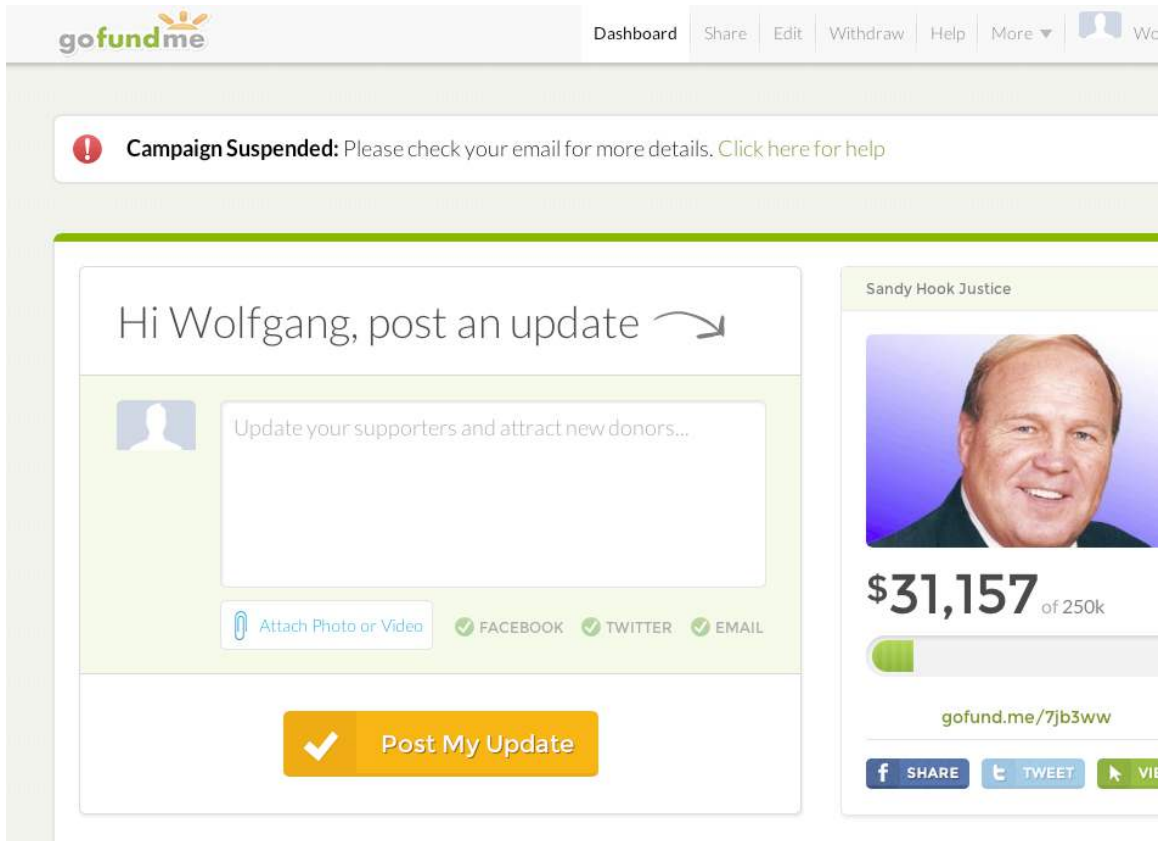 gofundme
Dashboard Share Edit Withdraw Help More ▼
Campaign Suspended: Please check your email for more details. Click here for help
Hi Wolfgang, post an update
Update your supporters and attract new donors...
Attach Photo or Video FACEBOOK TWITTER EMAIL
Post My Update
Sandy Hook Justice
$31,157 of 250k
gofund.me/7jb3ww
f SHARE t TWEET